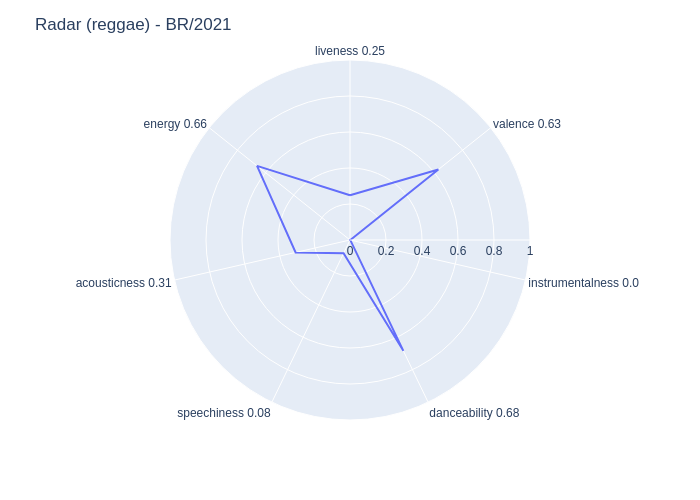 Radar (reggae) - BR/2021
liveness 0.25
energy 0.66
valence 0.63
0 0.2 0.4 0.6 0.8 1
acousticness 0.31
instrumentalness 0.0
speechiness 0.08
danceability 0.68